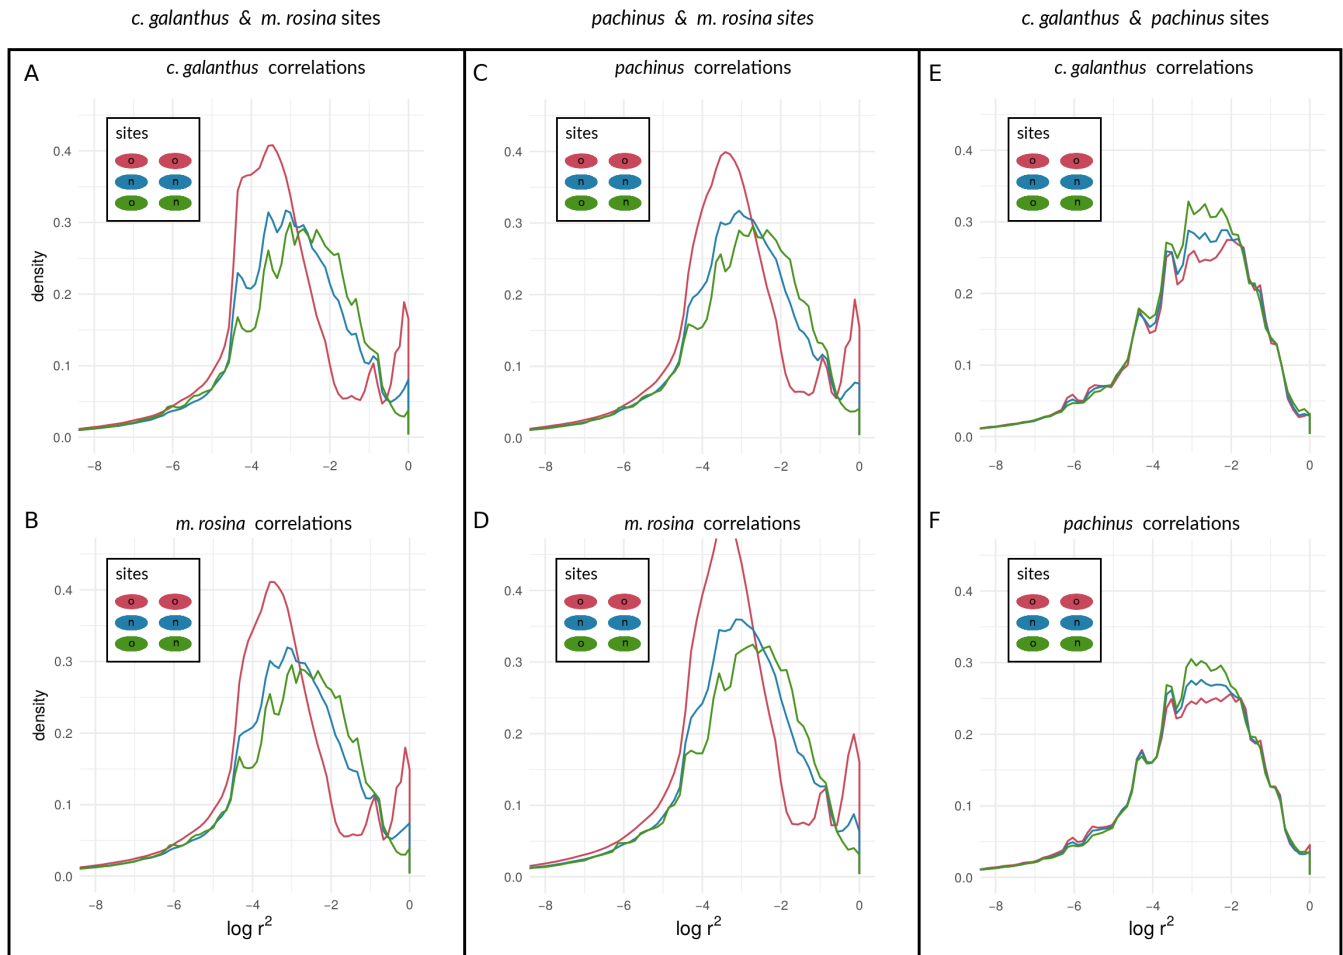 c. galanthus & m. rosina sites
pachinus & m. rosina sites
c. galanthus & pachinus sites
A
c. galanthus correlations
sites
o o
n n
o n
density
0.4
0.3
0.2
0.1
0.0
−8 −6 −4 −2 0
C
pachinus correlations
sites
o o
n n
o n
0.4
0.3
0.2
0.1
0.0
−8 −6 −4 −2 0
E
c. galanthus correlations
sites
o o
n n
o n
0.4
0.3
0.2
0.1
0.0
−8 −6 −4 −2 0
B
m. rosina correlations
sites
o o
n n
o n
density
0.4
0.3
0.2
0.1
0.0
−8 −6 −4 −2 0
log r²
D
m. rosina correlations
sites
o o
n n
o n
0.4
0.3
0.2
0.1
0.0
−8 −6 −4 −2 0
log r²
F
pachinus correlations
sites
o o
n n
o n
0.4
0.3
0.2
0.1
0.0
−8 −6 −4 −2 0
log r²